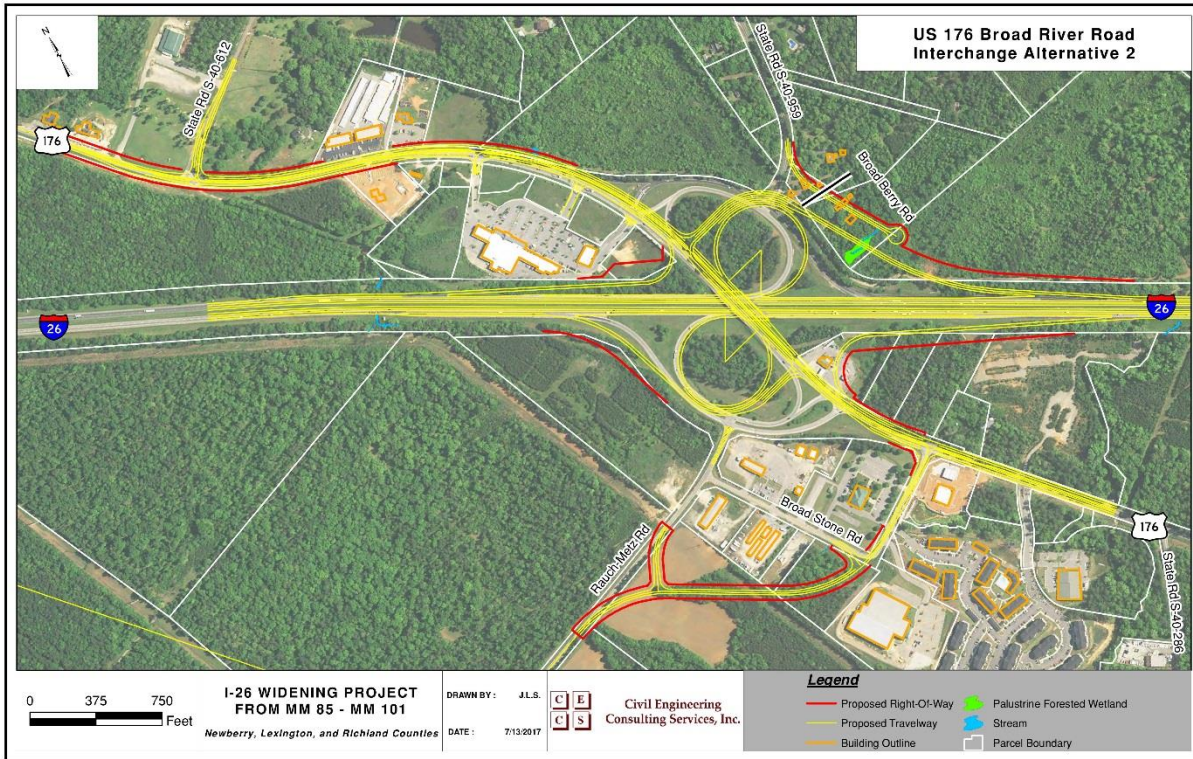 US 176 Broad River Road
Interchange Alternative 2
N
State Rd S-40-612
State Rd S-40-959
176
Broad Berry Rd
26
26
Broad Stone Rd
Rauch-Metz Rd
176
State Rd S-40-286
0 375 750
Feet
I-26 WIDENING PROJECT
FROM MM 85 - MM 101
Newberry, Lexington, and Richland Counties
DRAWN BY : J.L.S.
DATE : 7/13/2017
C E
C S
Civil Engineering
Consulting Services, Inc.
Legend
Proposed Right-Of-Way
Proposed Travelway
Building Outline
Palustrine Forested Wetland
Stream
Parcel Boundary